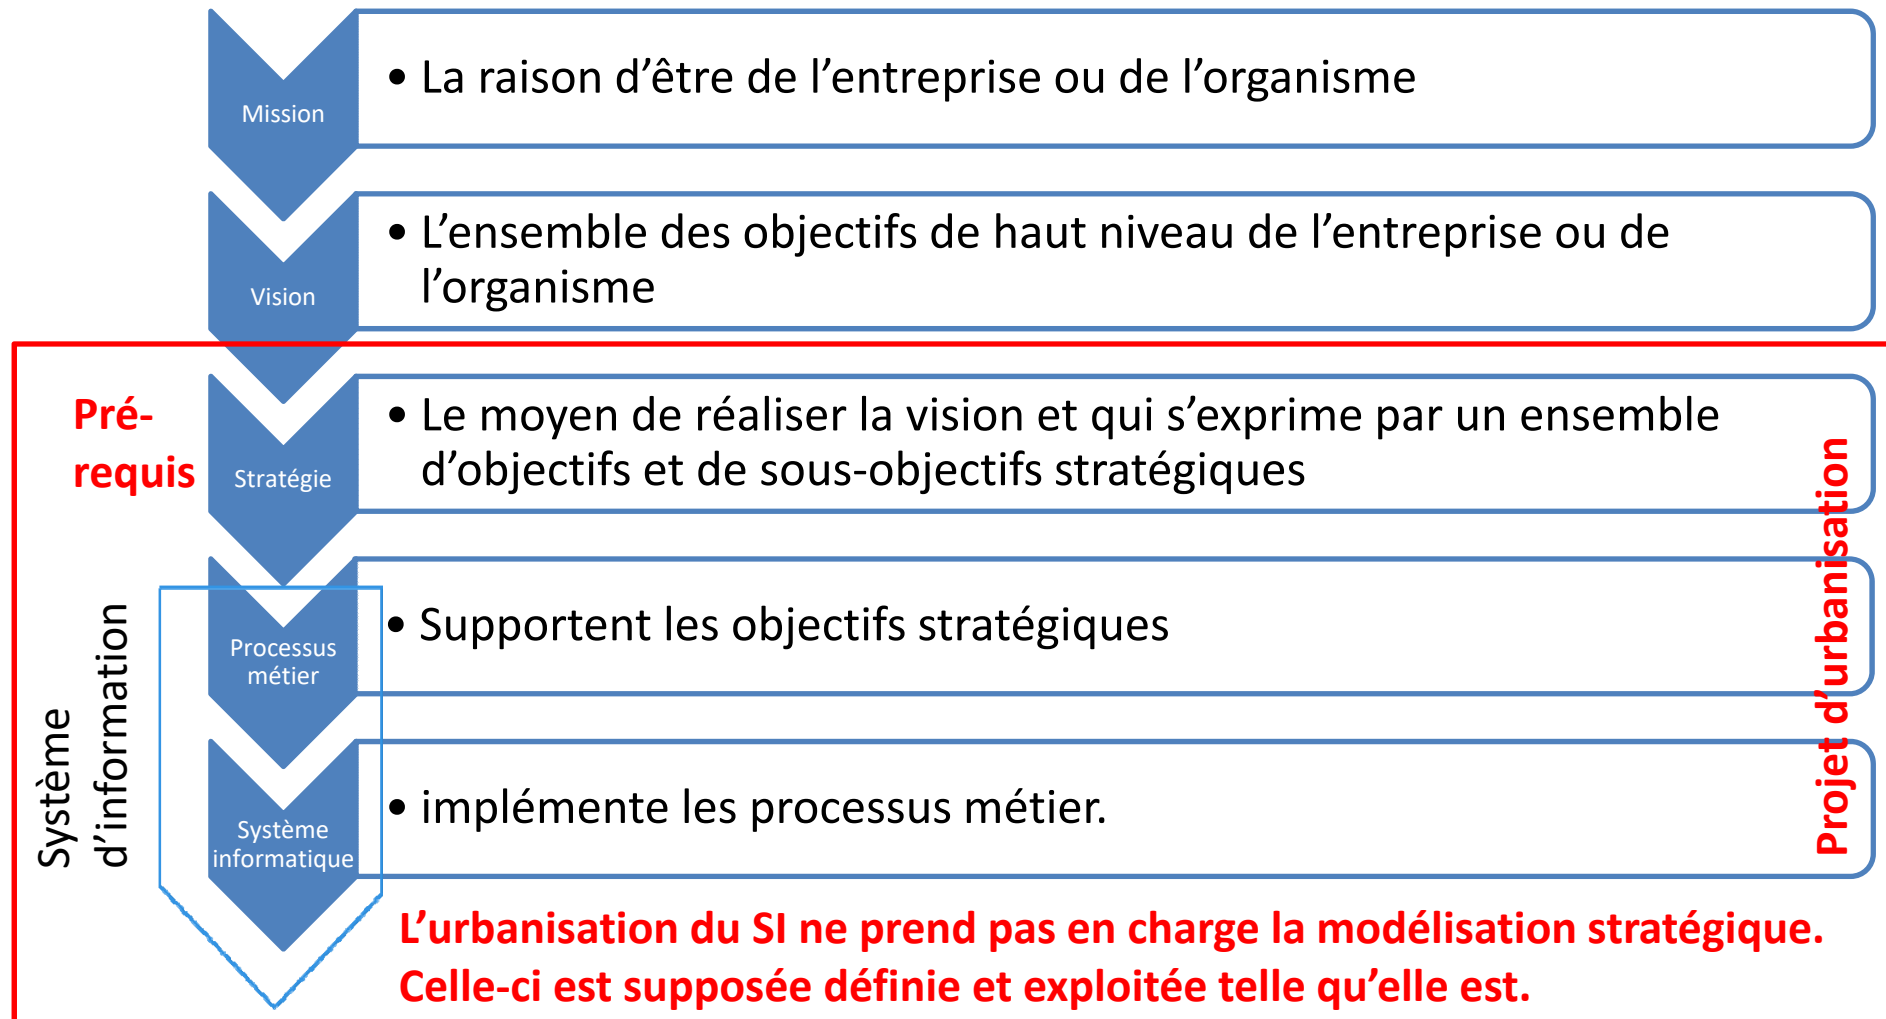 Mission
• La raison d’être de l’entreprise ou de l’organisme
Vision
• L’ensemble des objectifs de haut niveau de l’entreprise ou de
l’organisme
Pré-
requis
Stratégie
• Le moyen de réaliser la vision et qui s’exprime par un ensemble
d’objectifs et de sous-objectifs stratégiques
Projet d’urbanisation
Système
d’information
Processus
métier
• Supportent les objectifs stratégiques
Système
informatique
• implémente les processus métier.
L’urbanisation du SI ne prend pas en charge la modélisation stratégique.
Celle-ci est supposée définie et exploitée telle qu’elle est.